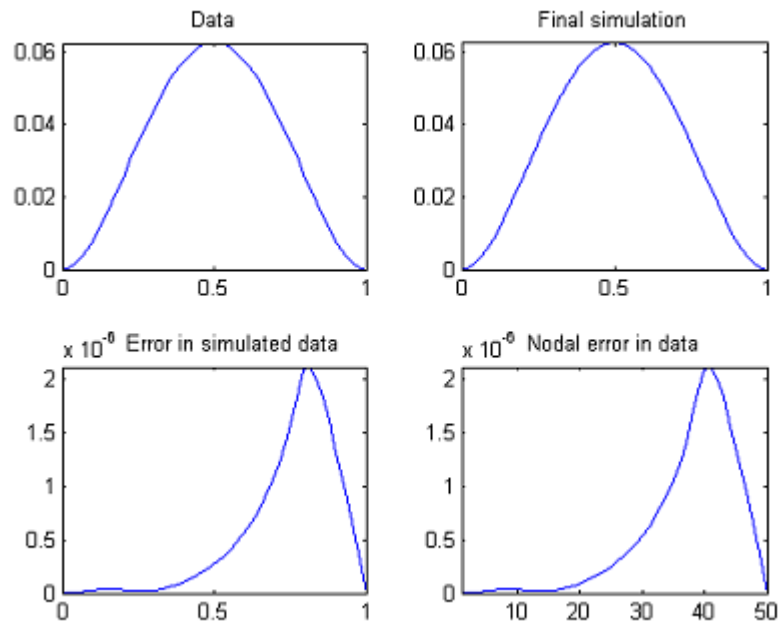 Data
0.06
0.04
0.02
0
0 0.5 1
Final simulation
0.06
0.04
0.02
0
0 0.5 1
x 10^-6 Error in simulated data
2
1.5
1
0.5
0
0 0.5 1
x 10^-6 Nodal error in data
2
1.5
1
0.5
0
10 20 30 40 50